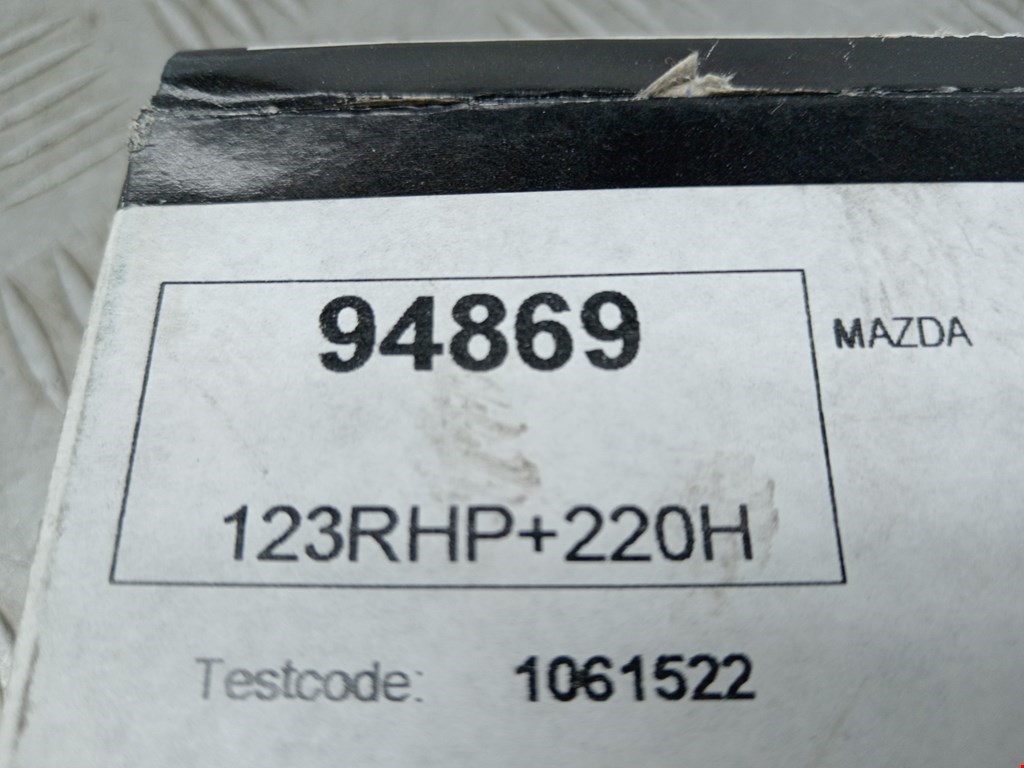 94869
MAZDA
123RHP+220H
Testcode: 1061522